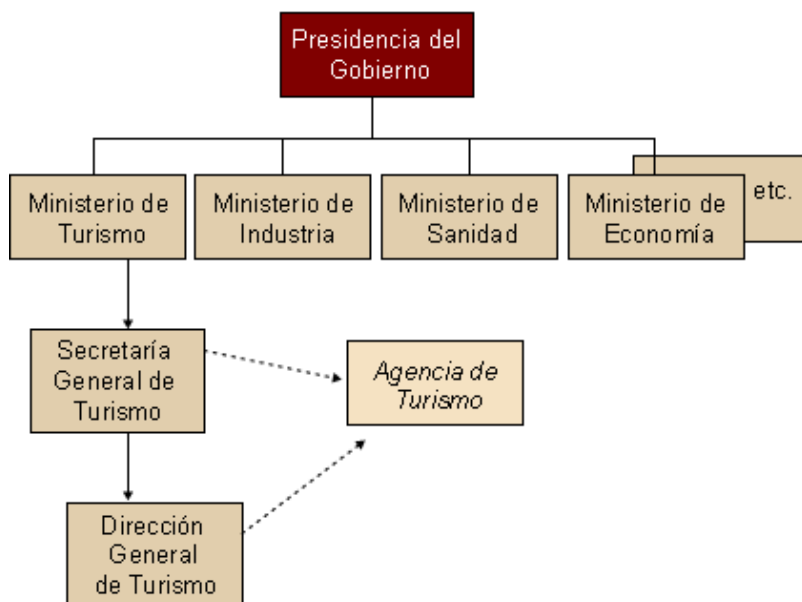 Presidencia del
Gobierno
Ministerio de
Turismo
Ministerio de
Industria
Ministerio de
Sanidad
Ministerio de
Economía
etc.
Secretaría
General de
Turismo
Agencia de
Turismo
Dirección
General
de Turismo